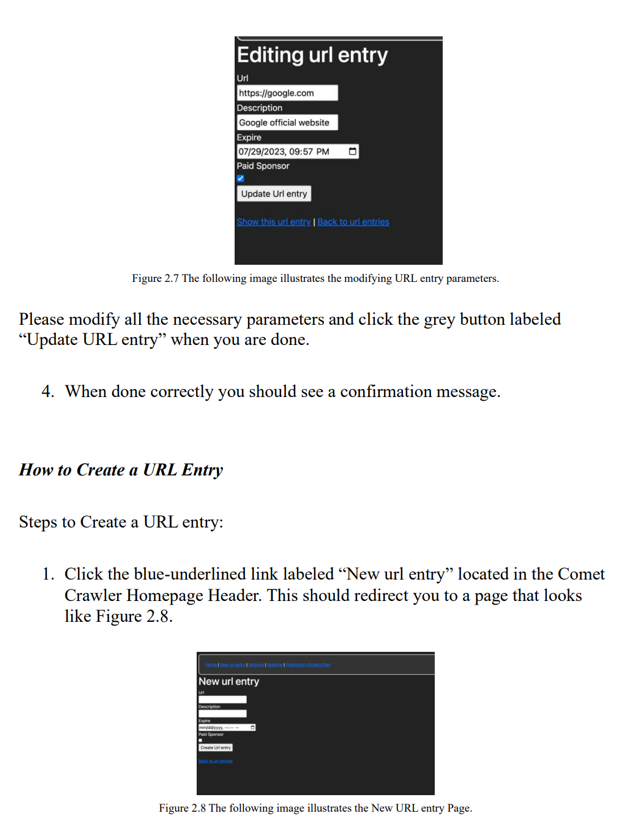 Editing url entry
Url
https://google.com
Description
Google official website
Expire
07/29/2023, 09:57 PM
Paid Sponsor
Update Url entry
Show this url entry | Back to url entries
Figure 2.7 The following image illustrates the modifying URL entry parameters.
Please modify all the necessary parameters and click the grey button labeled
“Update URL entry” when you are done.
4. When done correctly you should see a confirmation message.
How to Create a URL Entry
Steps to Create a URL entry:
1. Click the blue-underlined link labeled “New url entry” located in the Comet
Crawler Homepage Header. This should redirect you to a page that looks
like Figure 2.8.
New url entry
Url
Description
Expire
Paid Sponsor
Create Url entry
Back to url entries
Figure 2.8 The following image illustrates the New URL entry Page.